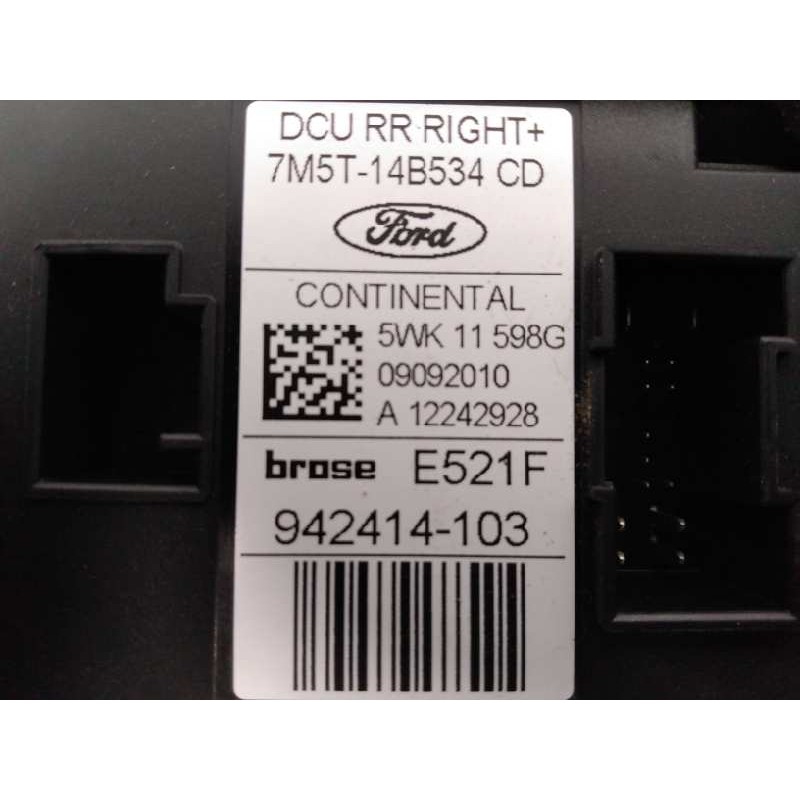 DCU RR RIGHT+
7M5T-14B534 CD
Ford
CONTINENTAL
5WK 11 598G
09092010
A 12242928
brose E521F
942414-103